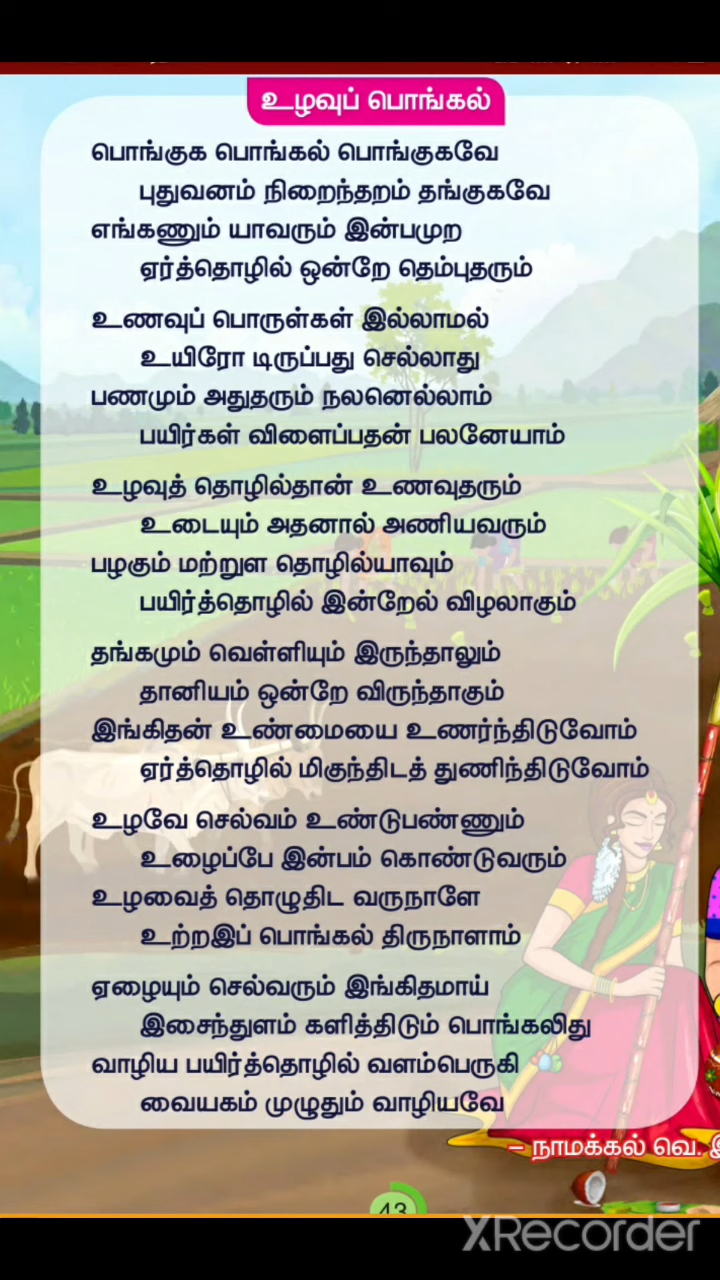 உழவுப் பொங்கல்
பொங்குக பொங்கல் பொங்குகவே
புதுவனம் நிறைந்தறம் தங்குகவே
எங்கணும் யாவரும் இன்பமுற
ஏர்த்தொழில் ஒன்றே தெம்புதரும்
உணவுப் பொருள்கள் இல்லாமல்
உயிரோ டிருப்பது செல்லாது
பணமும் அதுதரும் நலனெல்லாம்
பயிர்கள் விளைப்பதன் பலனேயாம்
உழவுத் தொழில்தான் உணவுதரும்
உடையும் அதனால் அணியவரும்
பழகும் மற்றுள தொழில்யாவும்
பயிர்த்தொழில் இன்றேல் விழலாகும்
தங்கமும் வெள்ளியும் இருந்தாலும்
தானியம் ஒன்றே விருந்தாகும்
இங்கிதன் உண்மையை உணர்ந்திடுவோம்
ஏர்த்தொழில் மிகுந்திடத் துணிந்திடுவோம்
உழவே செல்வம் உண்டுபண்ணும்
உழைப்பே இன்பம் கொண்டுவரும்
உழவைத் தொழுதிட வருநாளே
உற்றஇப் பொங்கல் திருநாளாம்
ஏழையும் செல்வரும் இங்கிதமாய்
இசைந்துளம் களித்திடும் பொங்கலிது
வாழிய பயிர்த்தொழில் வளம்பெருகி
வையகம் முழுதும் வாழியவே
– நாமக்கல் வெ.
43
XRecorder